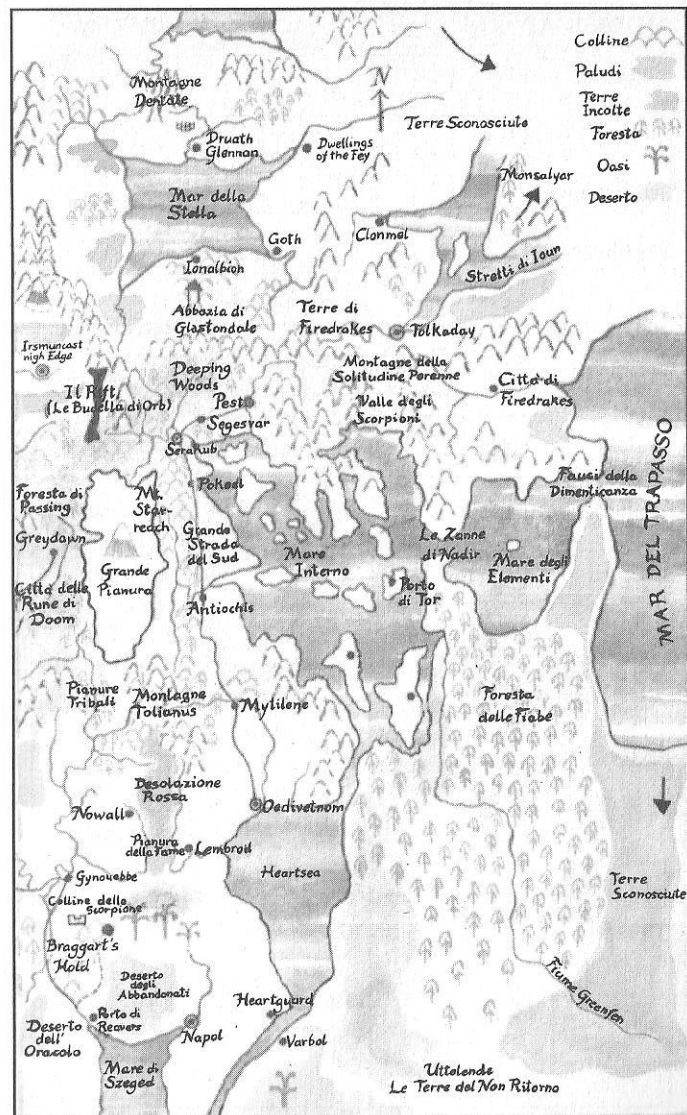 Colline
Paludi
Terre
Incolte
Foresta
Oasi
Deserto
N
Montagne
Dentate
Druath
Glennan
Dwellings
of the Fey
Terre Sconosciute
Monsalyar
Mar della
Stella
Clonmel
Goth
Ionalbion
Stretti di Tour
Abbazia di
Glastondale
Terre di
Firedrakes
Tolkaday
Irsmuncast
nigh Edge
Deeping
Woods
Montagne della
Solitudine Perenne
Città di
Firedrakes
Il Rift
(Le Budella di Orb)
Pest
Segesvar
Valle degli
Scorpioni
Serakub
MAR DEL TRAPASSO
Foresta di
Passing
Mt.
Star-
reach
Pokeel
Fauci della
Dimenticanza
Greydawn
Grande
Pianura
Grande
Strada
del Sud
Mare
Interno
Le Zanne
di Nadir
Mare degli
Elementi
Città delle
Rune di
Doom
Antiochis
Porto
di Tor
Pianure
Tribali
Montagne
Tolianus
Mytilene
Foresta
delle Fiabe
Desolazione
Rossa
Nowall
Oedivetnom
Pianura
della Fame
Lembroil
Gynouebbe
Heartsea
Terre
Sconosciute
Colline dello
Scorpione
Braggart's
Hold
Deserto
degli
Abbandonati
Fiume Greenfen
Deserto
dell'
Oracolo
Porto di
Reavers
Napol
Heartguard
Varbol
Mare di
Szeged
Uttelende
Le Terre del Non Ritorno